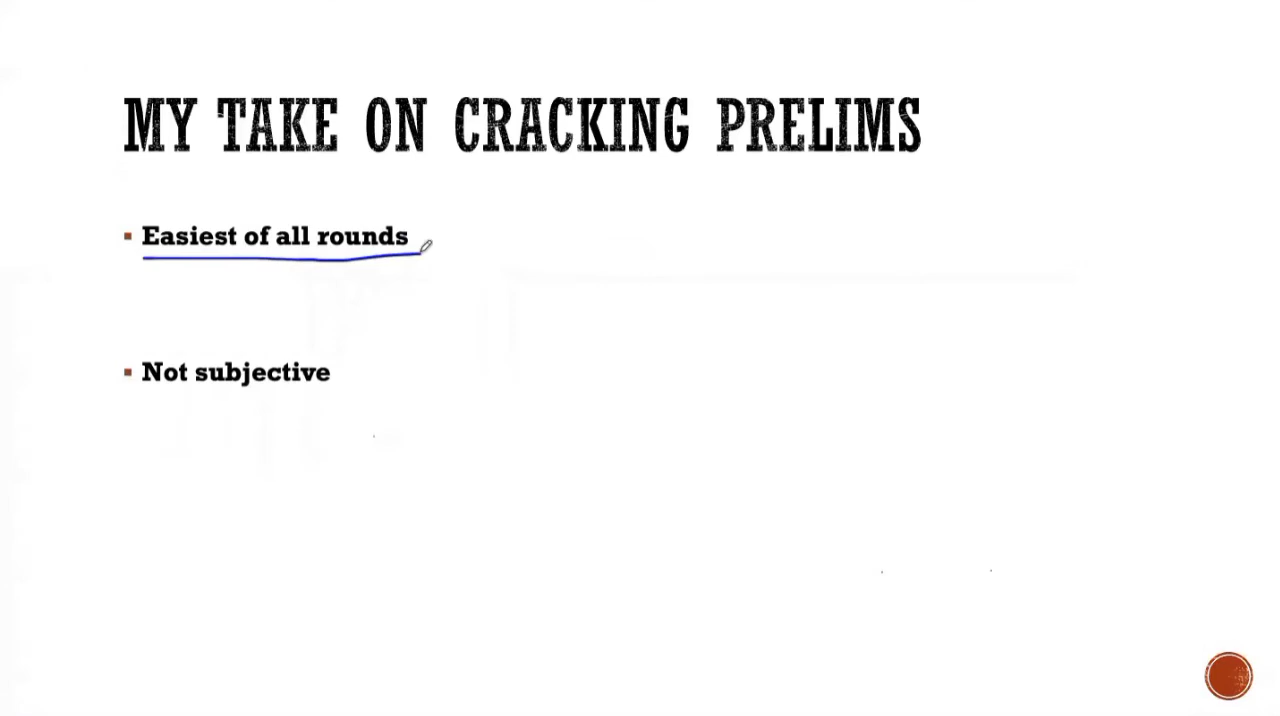 MY TAKE ON CRACKING PRELIMS
Easiest of all rounds
Not subjective